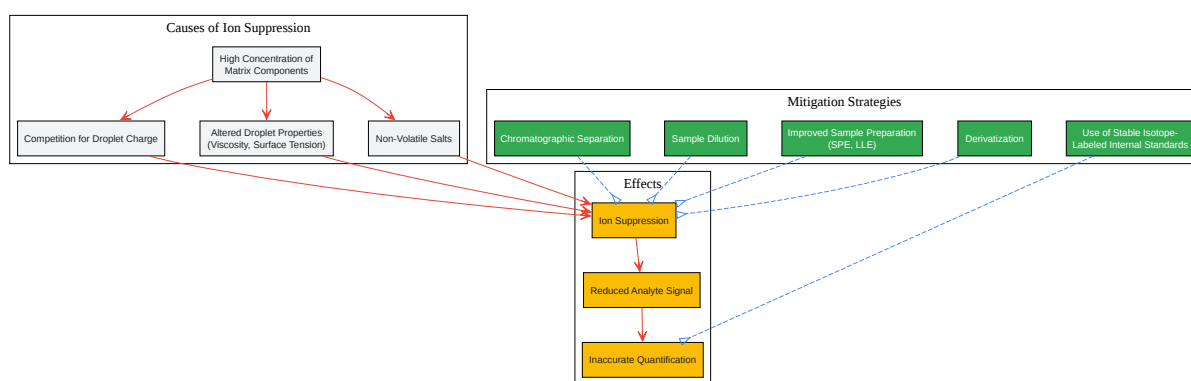 Causes of Ion Suppression
High Concentration of
Matrix Components
Competition for Droplet Charge
Altered Droplet Properties
(Viscosity, Surface Tension)
Non-Volatile Salts
Mitigation Strategies
Chromatographic Separation
Sample Dilution
Improved Sample Preparation
(SPE, LLE)
Derivatization
Use of Stable Isotope-
Labeled Internal Standards
Effects
Ion Suppression
Reduced Analyte Signal
Inaccurate Quantification